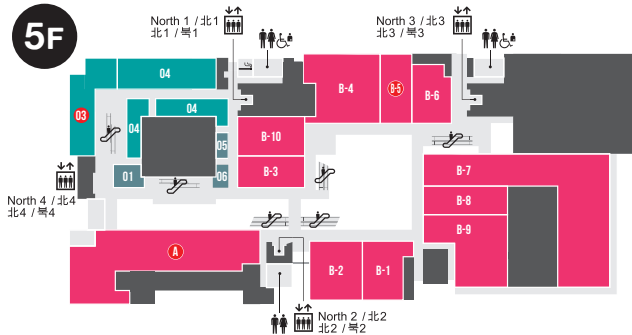 5F
North 1 / 北1
北1 / 북1
North 3 / 北3
北3 / 북3
04
B-4
B-5
B-6
03
04
04
B-10
05
01
06
B-3
B-7
North 4 / 北4
北4 / 북4
B-8
B-9
A
B-2
B-1
North 2 / 北2
北2 / 북2